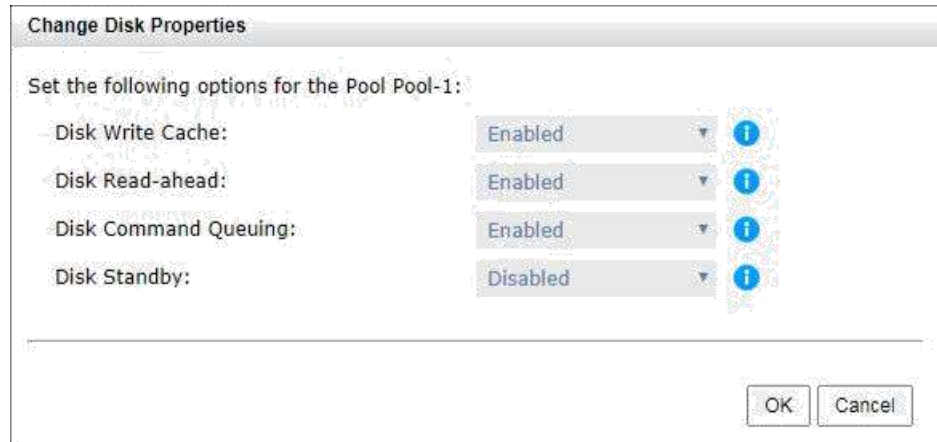 Change Disk Properties
Set the following options for the Pool Pool-1:
Disk Write Cache: Enabled
Disk Read-ahead: Enabled
Disk Command Queuing: Enabled
Disk Standby: Disabled
OK Cancel